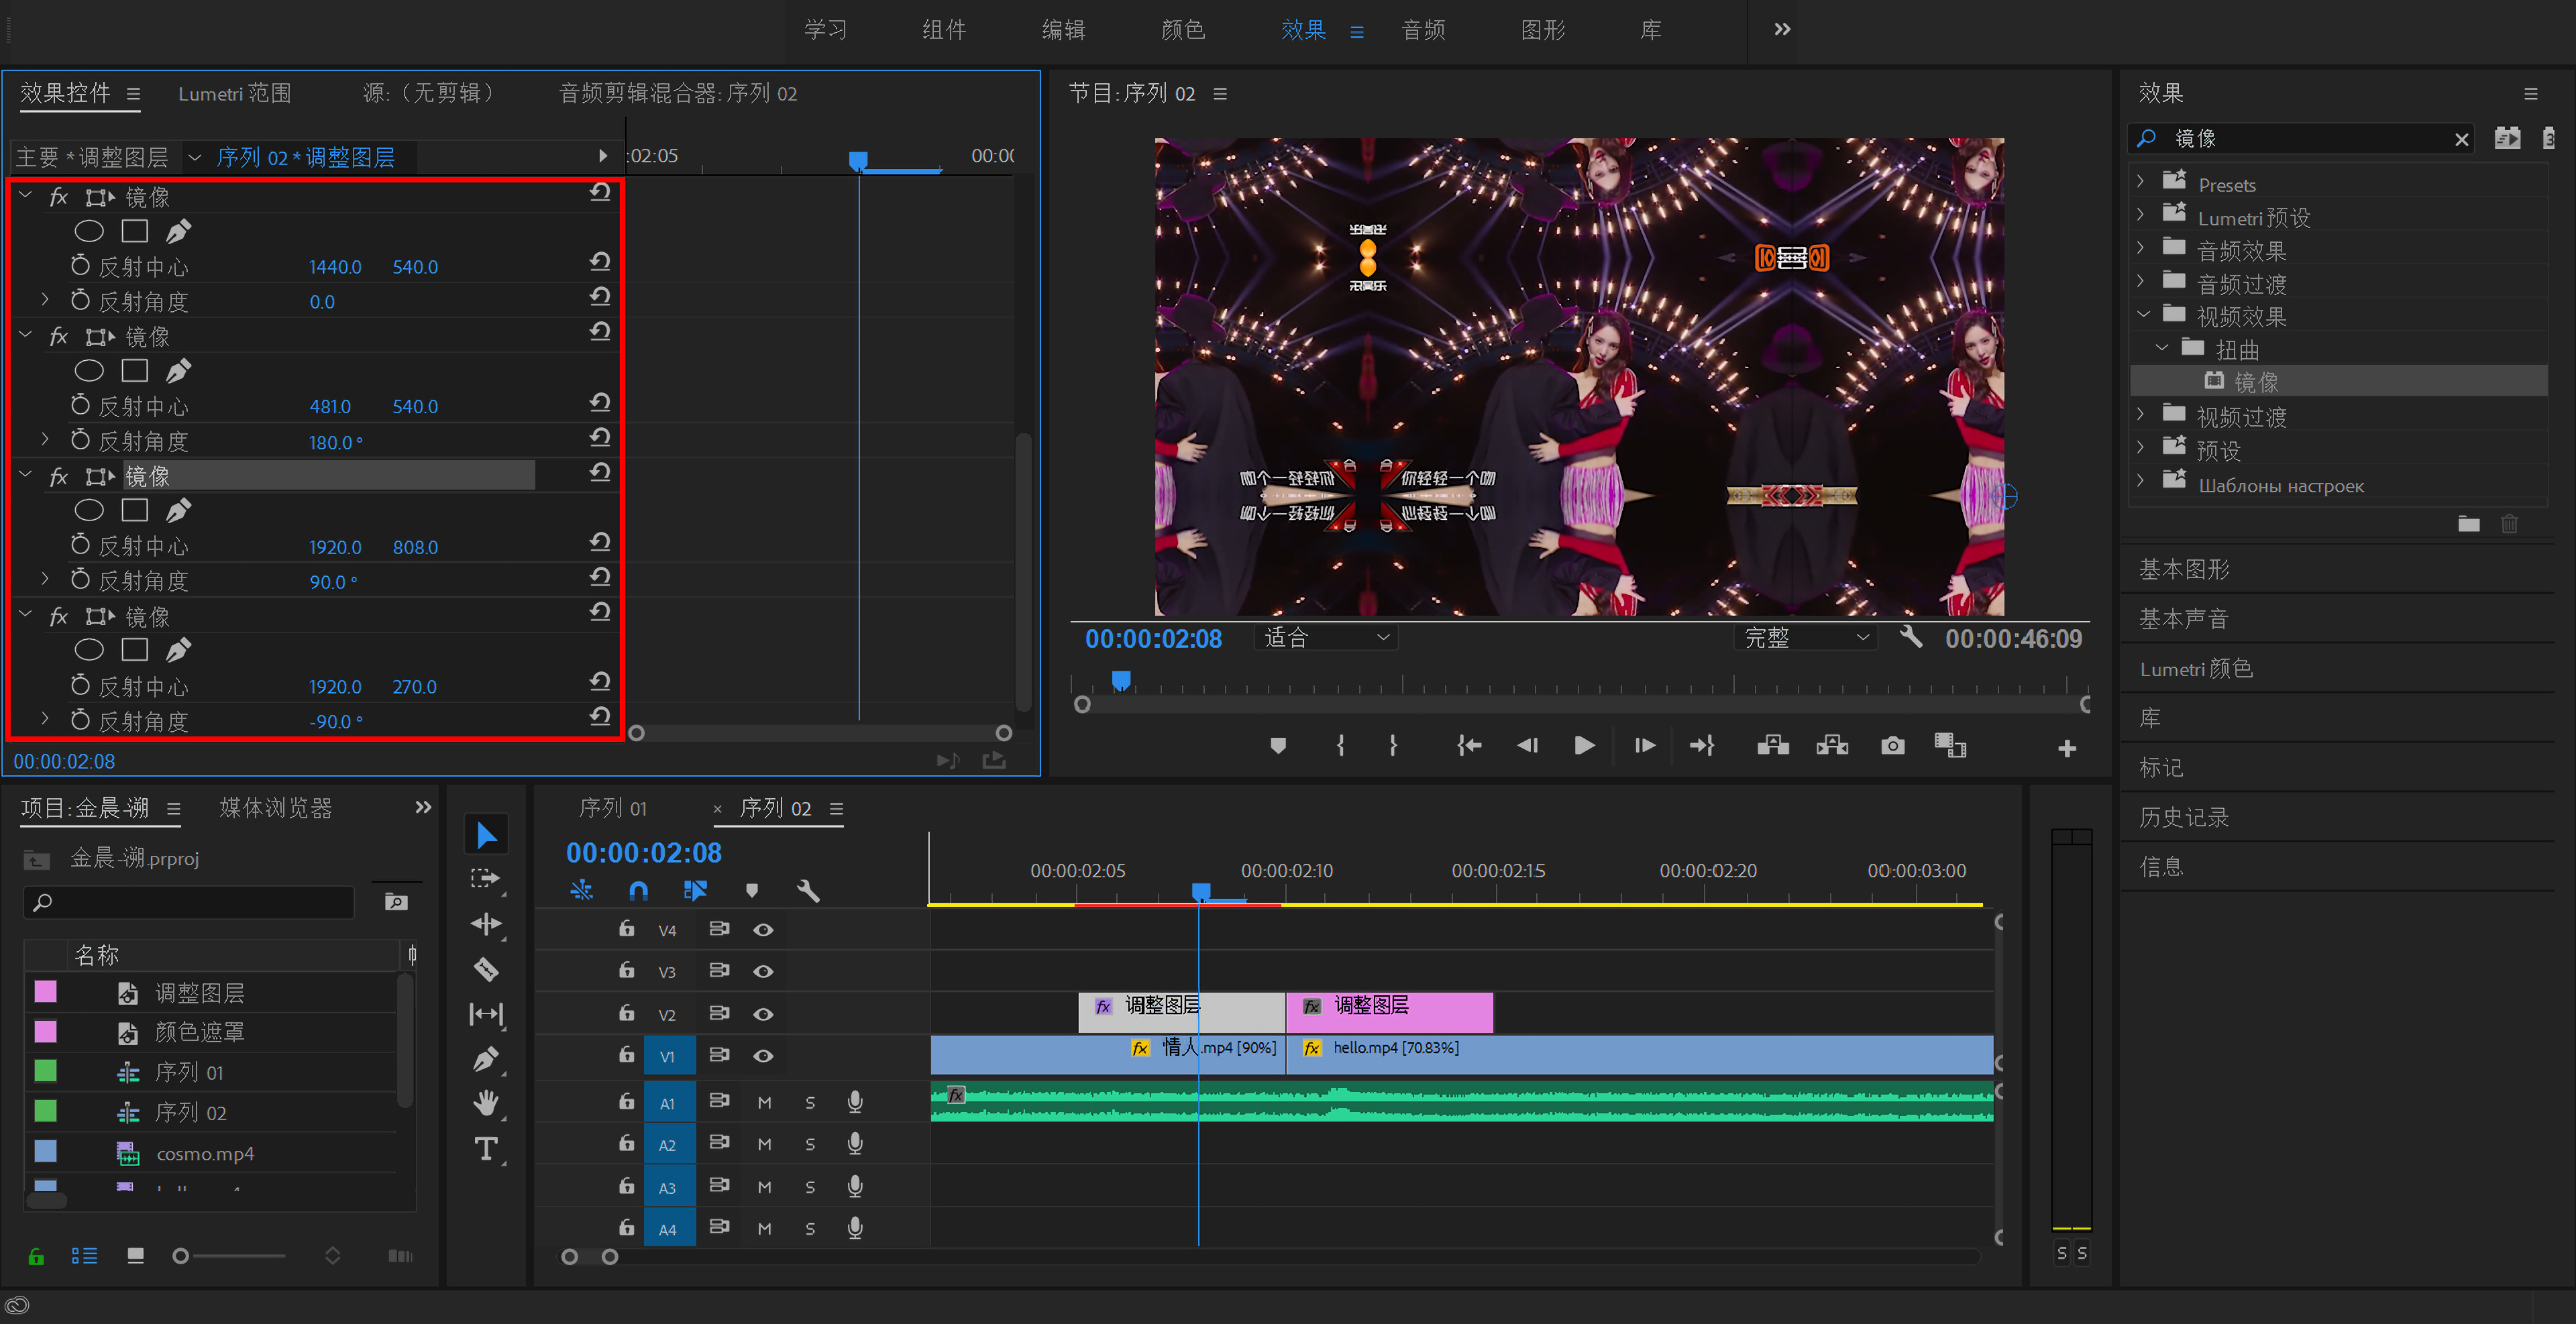 学习 组件 编辑 颜色 效果 音频 图形 库
效果控件 Lumetri 范围 源:（无剪辑） 音频剪辑混合器: 序列 02
主要 * 调整图层 序列 02 * 调整图层
:02:05 00:00
fx 镜像
反射中心 1440.0 540.0
反射角度 0.0
fx 镜像
反射中心 481.0 540.0
反射角度 180.0 °
fx 镜像
反射中心 1920.0 808.0
反射角度 90.0 °
fx 镜像
反射中心 1920.0 270.0
反射角度 -90.0 °
00:00:02:08
节目: 序列 02
你轻轻一个吻
00:00:02:08 适合 完整 00:00:46:09
效果
镜像
Presets
Lumetri 预设
音频效果
音频过渡
视频效果
扭曲
镜像
视频过渡
预设
Шаблоны настроек
基本图形
基本声音
Lumetri 颜色
库
标记
历史记录
信息
项目: 金晨-溯 媒体浏览器
金晨-溯.prproj
名称
调整图层
颜色遮罩
序列 01
序列 02
cosmo.mp4
序列 01 × 序列 02
00:00:02:08
00:00:02:05 00:00:02:10 00:00:02:15 00:00:02:20 00:00:03:00
V4
V3
V2 fx 调整图层 fx 调整图层
V1 fx 情人.mp4 [90%] fx hello.mp4 [70.83%]
A1 M S fx
A2 M S
A3 M S
A4 M S
S S